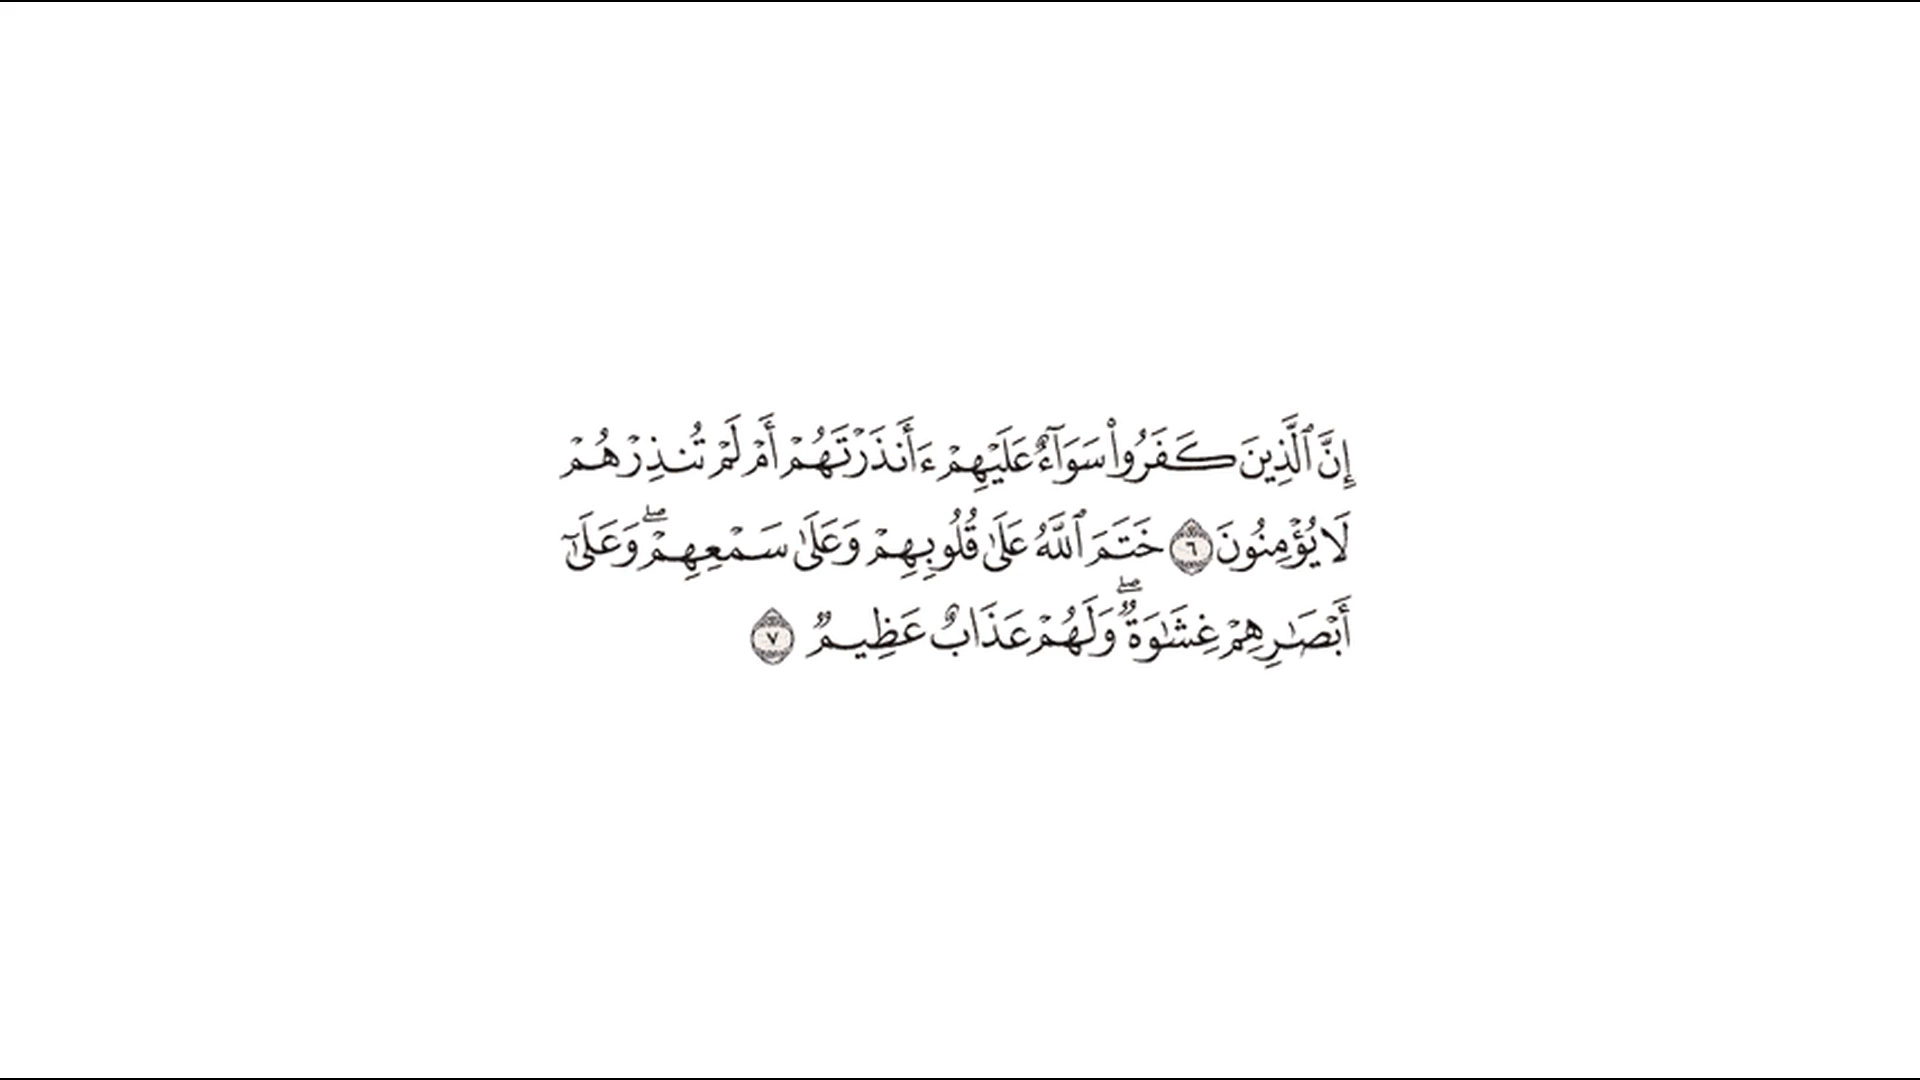 إِنَّ ٱلَّذِينَ كَفَرُوا۟ سَوَآءٌ عَلَيْهِمْ ءَأَنذَرْتَهُمْ أَمْ لَمْ تُنذِرْهُمْ
لَا يُؤْمِنُونَ ٦ خَتَمَ ٱللَّهُ عَلَىٰ قُلُوبِهِمْ وَعَلَىٰ سَمْعِهِمْ ۖ وَعَلَىٰٓ
أَبْصَـٰرِهِمْ غِشَـٰوَةٌ ۖ وَلَهُمْ عَذَابٌ عَظِيمٌ ٧